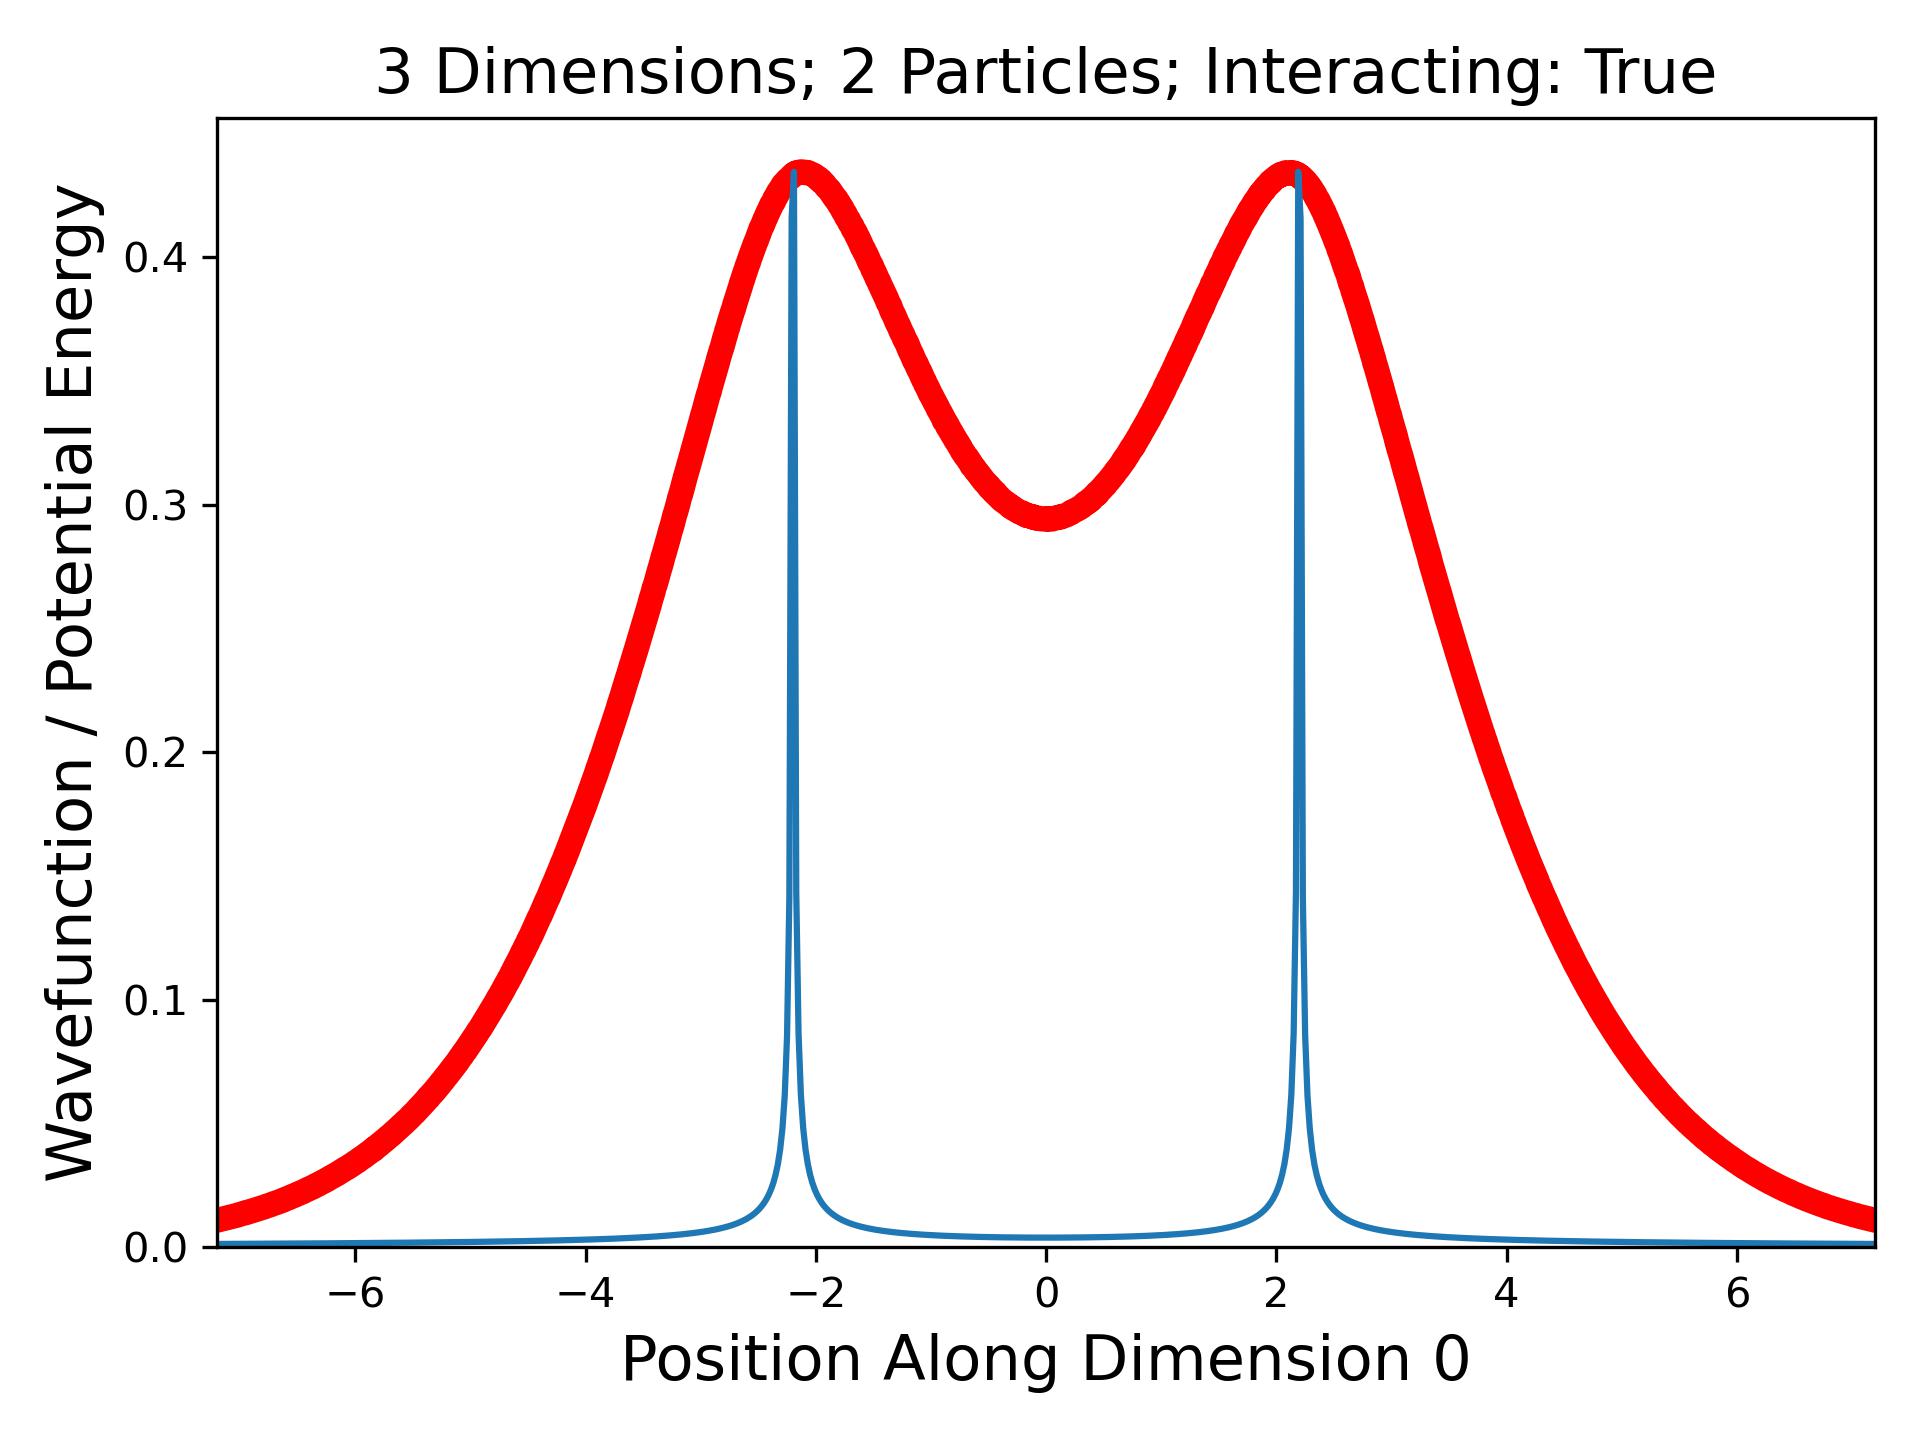 3 Dimensions; 2 Particles; Interacting: True
Wavefunction / Potential Energy
0.4
0.3
0.2
0.1
0.0
−6 −4 −2 0 2 4 6
Position Along Dimension 0